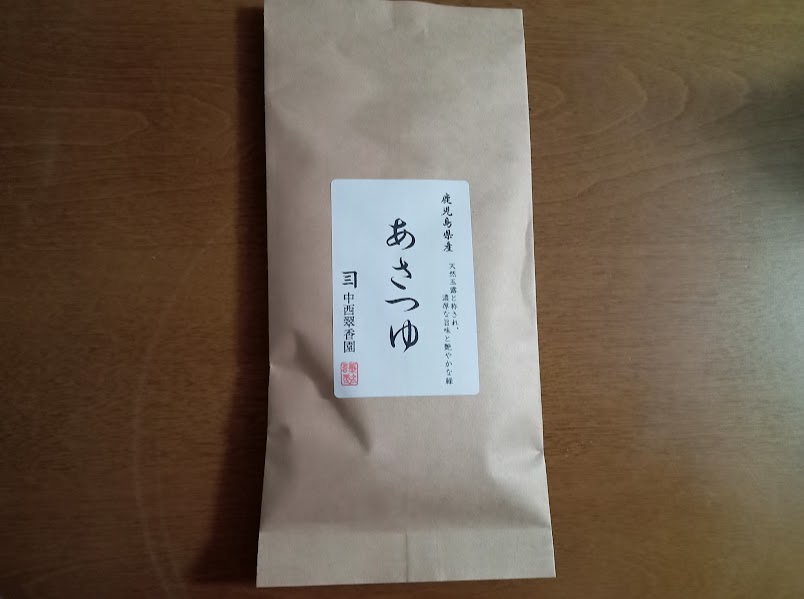 鹿児島県産
天然玉露と称され、
濃厚な旨味と艶やかな緑
あさつゆ
中西翠香園